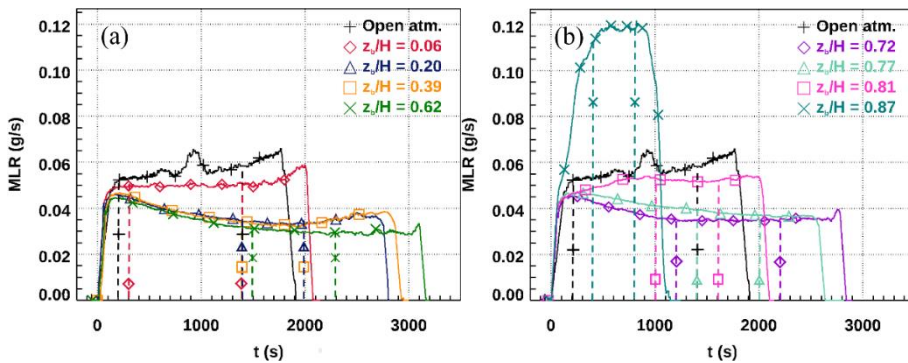 (a)
Open atm.
z_b/H = 0.06
z_b/H = 0.20
z_b/H = 0.39
z_b/H = 0.62
0.12
0.10
0.08
0.06
0.04
0.02
0.00
MLR (g/s)
0 1000 2000 3000
t (s)
(b)
Open atm.
z_b/H = 0.72
z_b/H = 0.77
z_b/H = 0.81
z_b/H = 0.87
0.12
0.10
0.08
0.06
0.04
0.02
0.00
MLR (g/s)
0 1000 2000 3000
t (s)